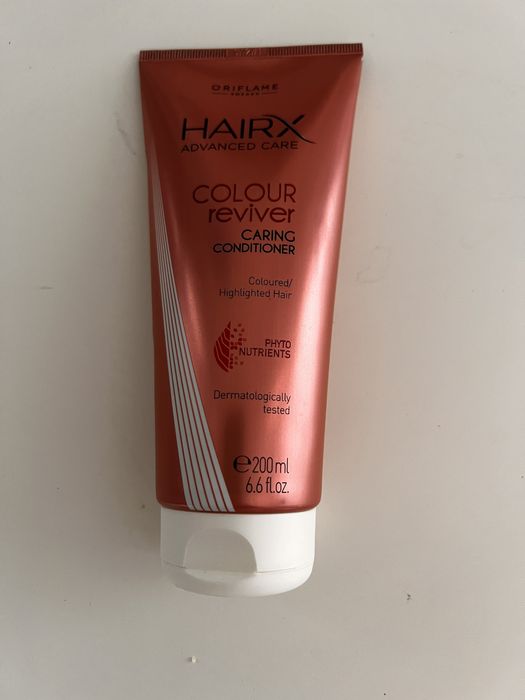 ORIFLAME
SWEDEN
HAIRX
ADVANCED CARE
COLOUR
reviver
CARING
CONDITIONER
Coloured/
Highlighted Hair
PHYTO
NUTRIENTS
Dermatologically
tested
℮200ml
6.6 fl.oz.